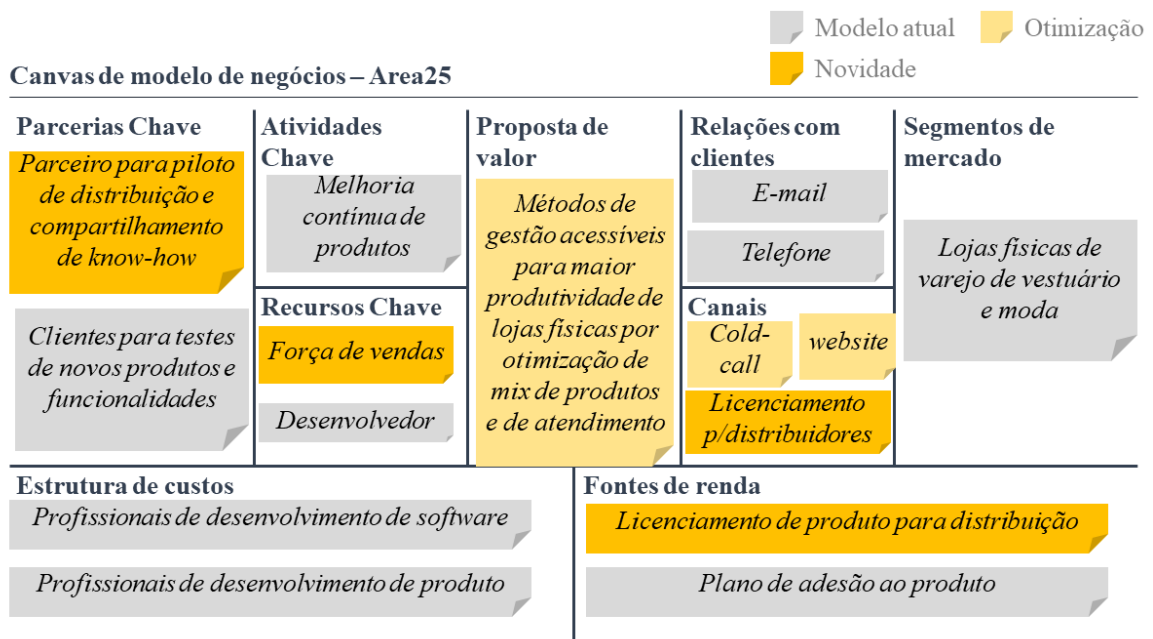 Modelo atual
Otimização
Novidade
Canvas de modelo de negócios – Area25
Parcerias Chave
Parceiro para piloto
de distribuição e
compartilhamento
de know-how
Clientes para testes
de novos produtos e
funcionalidades
Atividades
Chave
Melhoria
contínua de
produtos
Recursos Chave
Força de vendas
Desenvolvedor
Proposta de
valor
Métodos de
gestão acessíveis
para maior
produtividade de
lojas físicas por
otimização de
mix de produtos
e de atendimento
Relações com
clientes
E-mail
Telefone
Canais
Cold-
call
website
Licenciamento
p/distribuidores
Segmentos de
mercado
Lojas físicas de
varejo de vestuário
e moda
Estrutura de custos
Profissionais de desenvolvimento de software
Profissionais de desenvolvimento de produto
Fontes de renda
Licenciamento de produto para distribuição
Plano de adesão ao produto